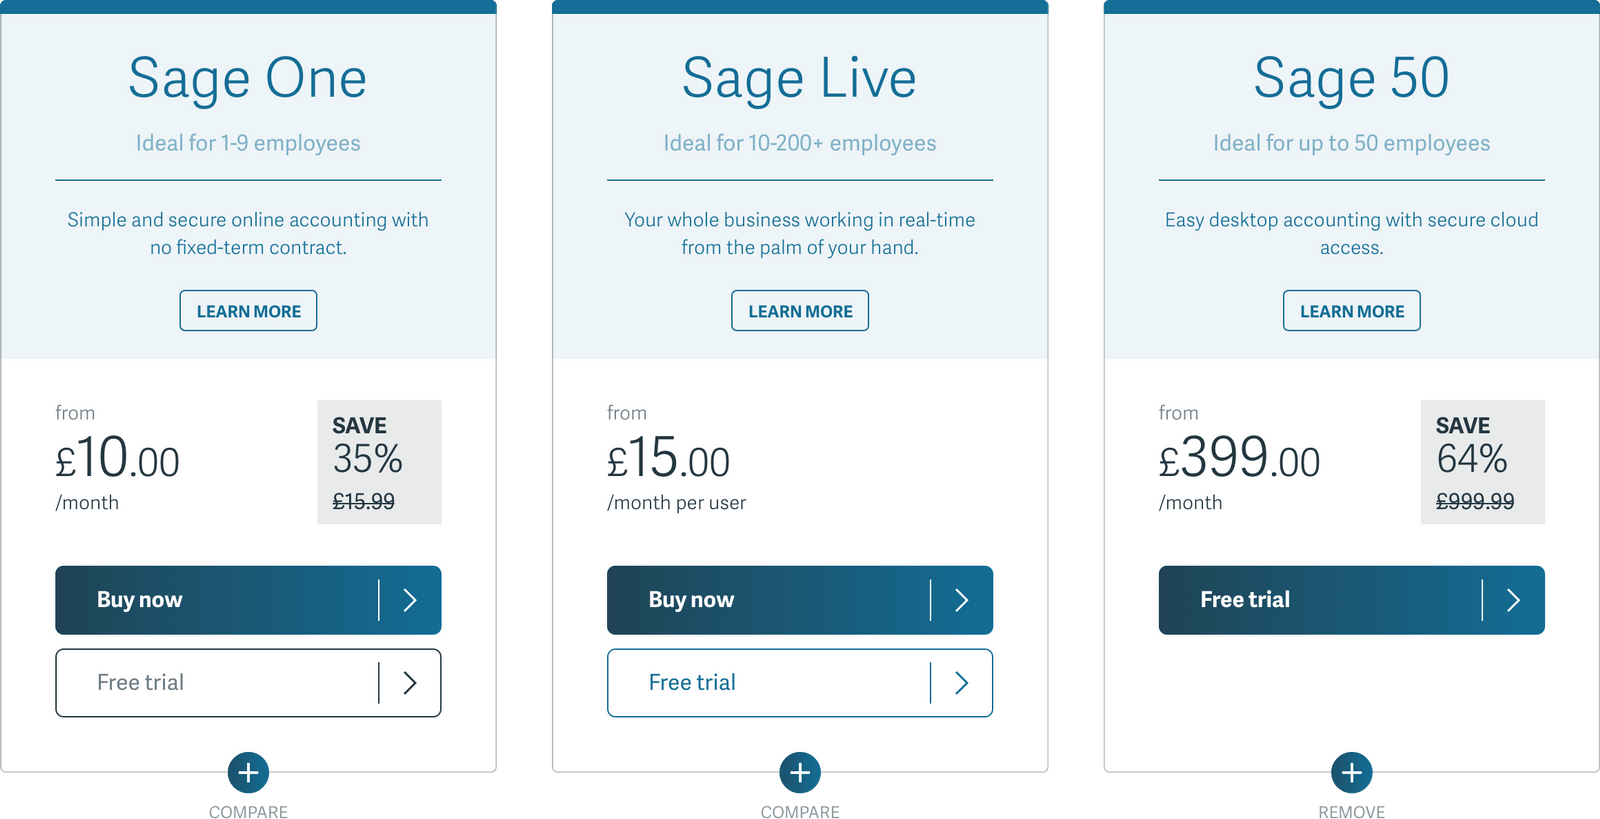 Sage One
Ideal for 1-9 employees
Simple and secure online accounting with
no fixed-term contract.
LEARN MORE
from
£10.00
/month
SAVE
35%
£15.99
Buy now
Free trial
COMPARE
Sage Live
Ideal for 10-200+ employees
Your whole business working in real-time
from the palm of your hand.
LEARN MORE
from
£15.00
/month per user
Buy now
Free trial
COMPARE
Sage 50
Ideal for up to 50 employees
Easy desktop accounting with secure cloud
access.
LEARN MORE
from
£399.00
/month
SAVE
64%
£999.99
Free trial
REMOVE